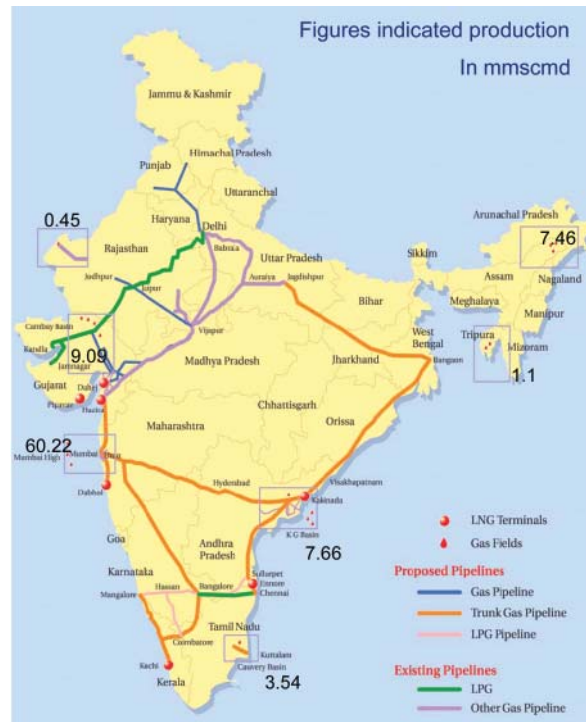 Figures indicated production
In mmscmd
Jammu & Kashmir
Himachal Pradesh
Punjab
Uttaranchal
Haryana
Delhi
0.45
Rajasthan
Uttar Pradesh
Auraiya
Jagdishpur
Arunachal Pradesh
7.46
Sikkim
Assam
Nagaland
Meghalaya
Manipur
Bihar
Jodhpur
Jaipur
Tripura
Mizoram
1.1
West
Bengal
Cambay Basin
Kandla
Vijaipur
Jamnagar
9.09
Gujarat
Dahej
Pipavav
Hazira
Madhya Pradesh
Jharkhand
Chhattisgarh
Orissa
Maharashtra
60.22
Mumbai High
Mumbai
Dabhol
Hyderabad
Visakhapatnam
Kakinada
K G Basin
7.66
Goa
Andhra
Pradesh
Karnataka
Mangalore
Hassan
Bangalore
Sullurpet
Ennore
Chennai
Coimbatore
Tamil Nadu
Kuttalam
Cauvery Basin
3.54
Kochi
Kerala
LNG Terminals
Gas Fields
Proposed Pipelines
Gas Pipeline
Trunk Gas Pipeline
LPG Pipeline
Existing Pipelines
LPG
Other Gas Pipeline